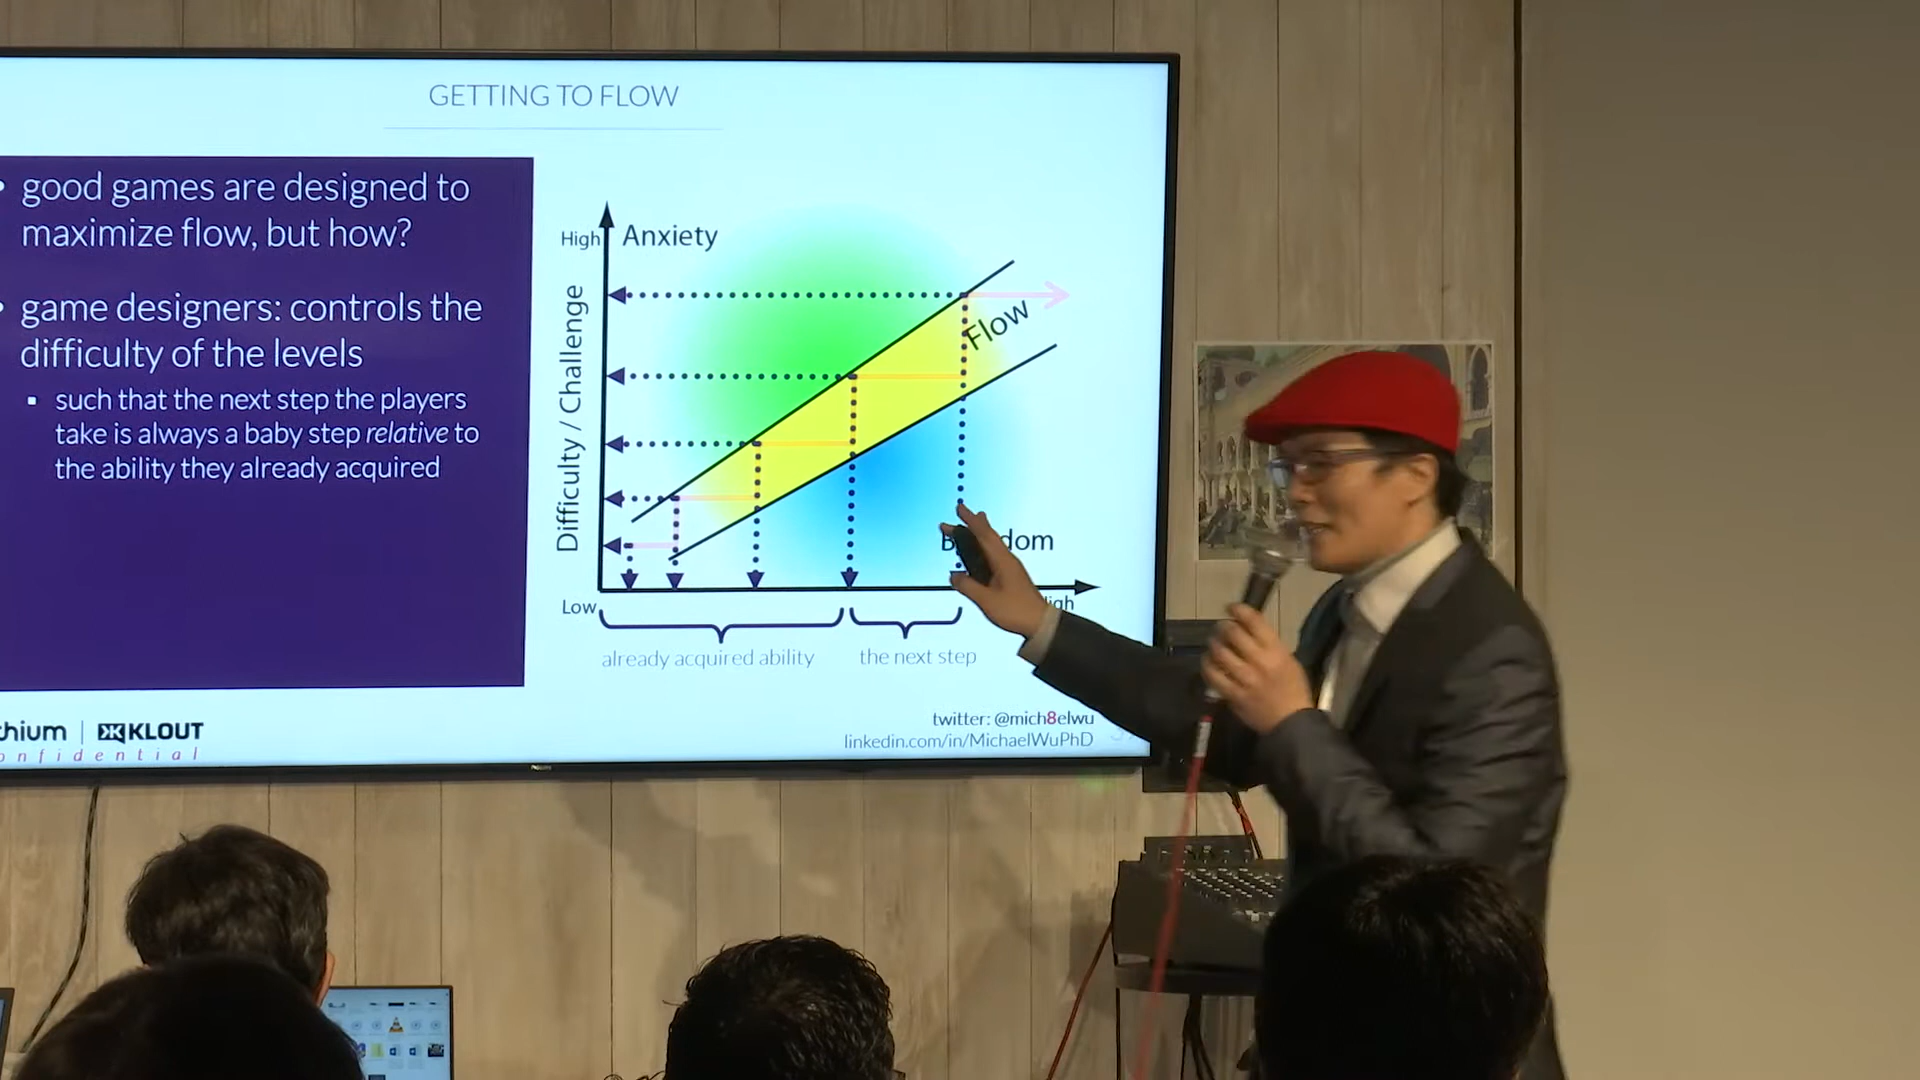 GETTING TO FLOW
• good games are designed to
maximize flow, but how?
• game designers: controls the
difficulty of the levels
▪ such that the next step the players
take is always a baby step relative to
the ability they already acquired
High
Anxiety
Difficulty / Challenge
Flow
Low
already acquired ability
the next step
twitter: @mich8elwu
linkedin.com/in/MichaelWuPhD
KLOUT